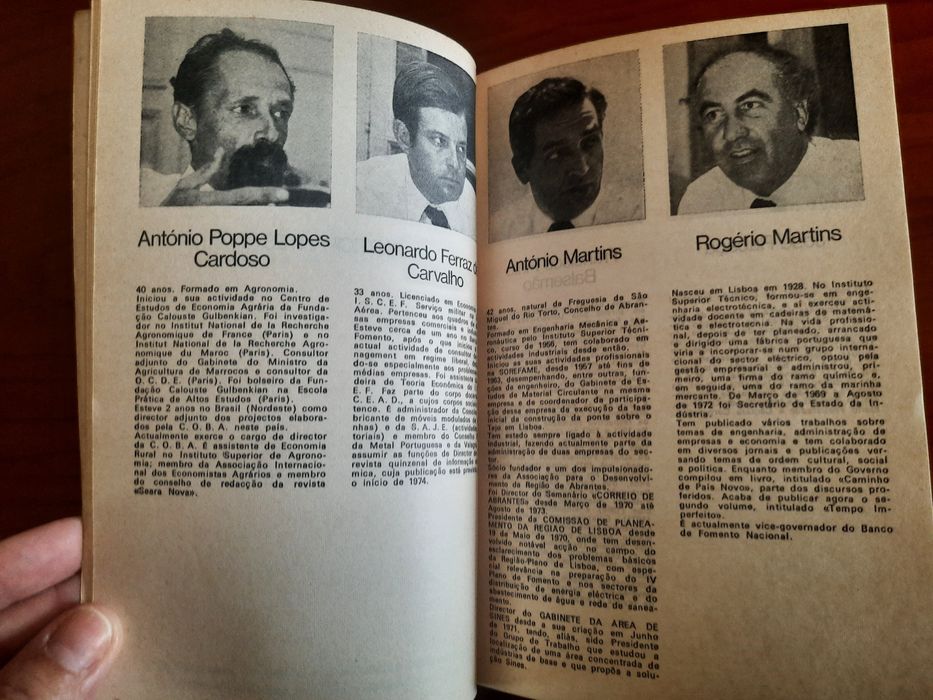 António Poppe Lopes
Cardoso
40 anos. Formado em Agronomia.
Iniciou a sua actividade no Centro de
Estudos de Economia Agrária da Funda-
ção Calouste Gulbenkian. Foi investiga-
dor no Institut National de la Recherche
Agronomique de France (Paris) e no
Institut National de la Recherche Agro-
nomique du Maroc (Paris). Consultor
adjunto do Gabinete do Ministro da
Agricultura de Marrocos e consultor da
O. C. D. E. (Paris). Foi bolseiro da Fun-
dação Calouste Gulbenkian na Escola
Prática de Altos Estudos (Paris).
Esteve 2 anos no Brasil (Nordeste) como
director adjunto dos projectos elabora-
dos pela C. O. B. A. neste país.
Actualmente exerce o cargo de director
da C. O. B. A. É assistente de Economia
Rural no Instituto Superior de Agrono-
mia; membro da Associação Internacio-
nal dos Economistas Agrários e membro
do conselho de redacção da revista
«Seara Nova».
Leonardo Ferraz
Carvalho
33 anos. Licenciado em
I. S. C. E. F. Serviço militar
Aérea. Pertenceu aos quadros
sas empresas comerciais e
Esteve cerca de um ano no
Fomento, após o que iniciou
actual actividade de consultor
nagement em regime liberal,
do-se especialmente aos
médias empresas. Foi
deira de Teoria Económica
E. F. Faz parte do corpo
C. E. A. D., a cujos corpos
tence. É administrador da
bricante de móveis modulados
nhas) e da S. A. J. E.
toriais) e membro do
da Metal Portuguesa e da
assumir as funções de Director
revista quinzenal de informação
mica, cuja publicação está
o início de 1974.
António Martins
42 anos, natural da Freguesia de São
Miguel do Rio Torto, Concelho de Abran-
tes.
Formado em Engenharia Mecânica e Ae-
ronáutica pelo Instituto Superior Técni-
co, curo de 1956, tem colaborado em
actividades industriais desde então.
Iniciou as suas actividades profissionais
na SOREFAME, desde 1957 até fins de
1963, desempenhando, entre outras, fun-
ções de engenheiro, do Gabinete de Es-
tudos de Material Circulante na mesma
empresa e de coordenador da participa-
ção dessa empresa de execução da fase
inicial da construção da ponte sobre o
Tejo em Lisboa.
Tem estado sempre ligado à actividade
industrial, fazendo actualmente parte da
administração de duas empresas do sec-
tor.
Sócio fundador e um dos impulsionado-
res da Associação para o Desenvolvi-
mento da Região de Abrantes.
Foi Director do Semanário «CORREIO DE
ABRANTES» desde Março de 1970 até
Agosto de 1973.
Presidente da COMISSÃO DE PLANEA-
MENTO DA REGIÃO DE LISBOA desde
19 de Maio de 1970, onde tem desen-
volvido notável acção no campo do
esclarecimento dos problemas básicos
da Região-Plano de Lisboa, com espe-
cial relevância na preparação do IV
Plano de Fomento e nos sectores da
distribuição de energia eléctrica e do
abastecimento de água e rede de sanea-
mento.
Director do GABINETE DA ÁREA DE
SINES desde a sua criação em Junho
de 1971, tendo, aliás, sido Presidente
do Grupo de Trabalho que estudou a
localização de uma área concentrada de
indústrias de base e que propôs a solu-
ção Sines.
Rogério Martins
Nasceu em Lisboa em 1928. No Instituto
Superior Técnico, formou-se em enge-
nharia electrotécnica, e aí exerceu acti-
vidade docente em cadeiras de matemá-
tica e electrotecnia. Na vida profissio-
nal, depois de ter planeado, arrancado
e dirigido uma fábrica portuguesa que
viria a incorporar-se num grupo interna-
cional do sector eléctrico, optou pela
gestão empresarial e administrou, pri-
meiro, uma firma do ramo químico e,
em seguida, uma do ramo da marinha
mercante. De Março de 1969 a Agosto
de 1972 foi Secretário de Estado da In-
dústria.
Tem publicado vários trabalhos sobre
temas de engenharia, administração de
empresas e economia e tem colaborado
em diversos jornais e publicações ver-
sando temas de ordem cultural, social
e política. Enquanto membro do Governo
compilou em livro, intitulado «Caminho
de País Novo», parte dos discursos pro-
feridos. Acaba de publicar agora o se-
gundo volume, intitulado «Tempo Im-
perfeito».
É actualmente vice-governador do Banco
de Fomento Nacional.